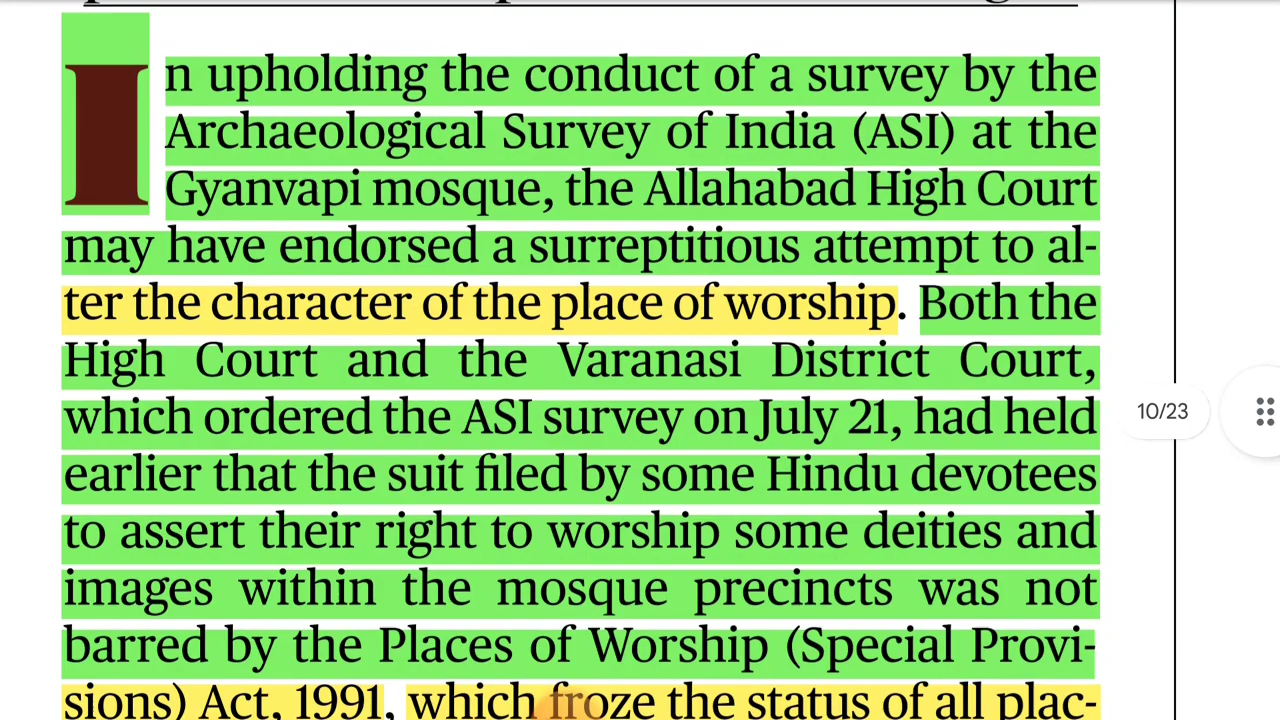 In upholding the conduct of a survey by the
Archaeological Survey of India (ASI) at the
Gyanvapi mosque, the Allahabad High Court
may have endorsed a surreptitious attempt to al-
ter the character of the place of worship. Both the
High Court and the Varanasi District Court,
which ordered the ASI survey on July 21, had held
earlier that the suit filed by some Hindu devotees
to assert their right to worship some deities and
images within the mosque precincts was not
barred by the Places of Worship (Special Provi-
sions) Act, 1991, which froze the status of all plac-
10/23